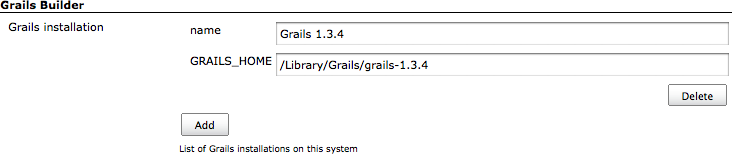 Grails Builder
Grails installation
name
Grails 1.3.4
GRAILS_HOME
/Library/Grails/grails-1.3.4
Delete
Add
List of Grails installations on this system